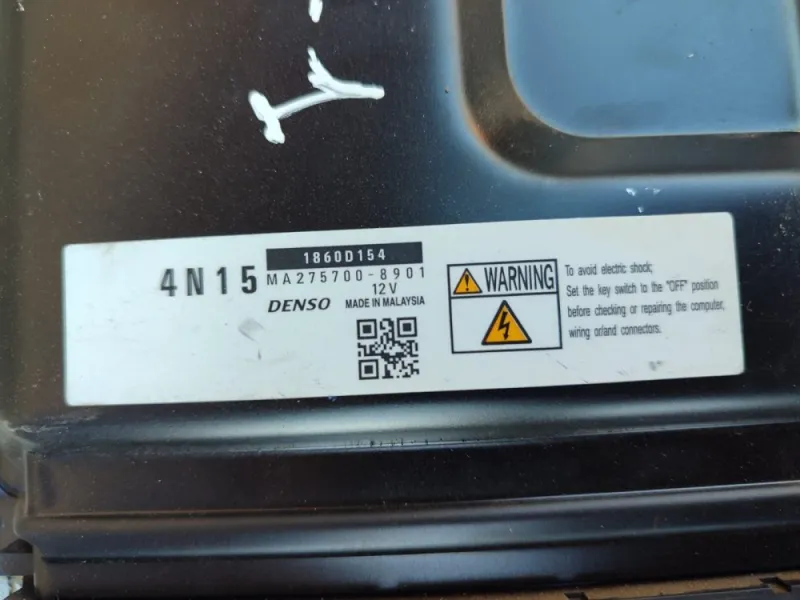 4N15
1860D154
MA275700-8901
12V
DENSO MADE IN MALAYSIA
WARNING
To avoid electric shock;
Set the key switch to the "OFF" position
before checking or repairing the computer,
wiring or/and connectors.